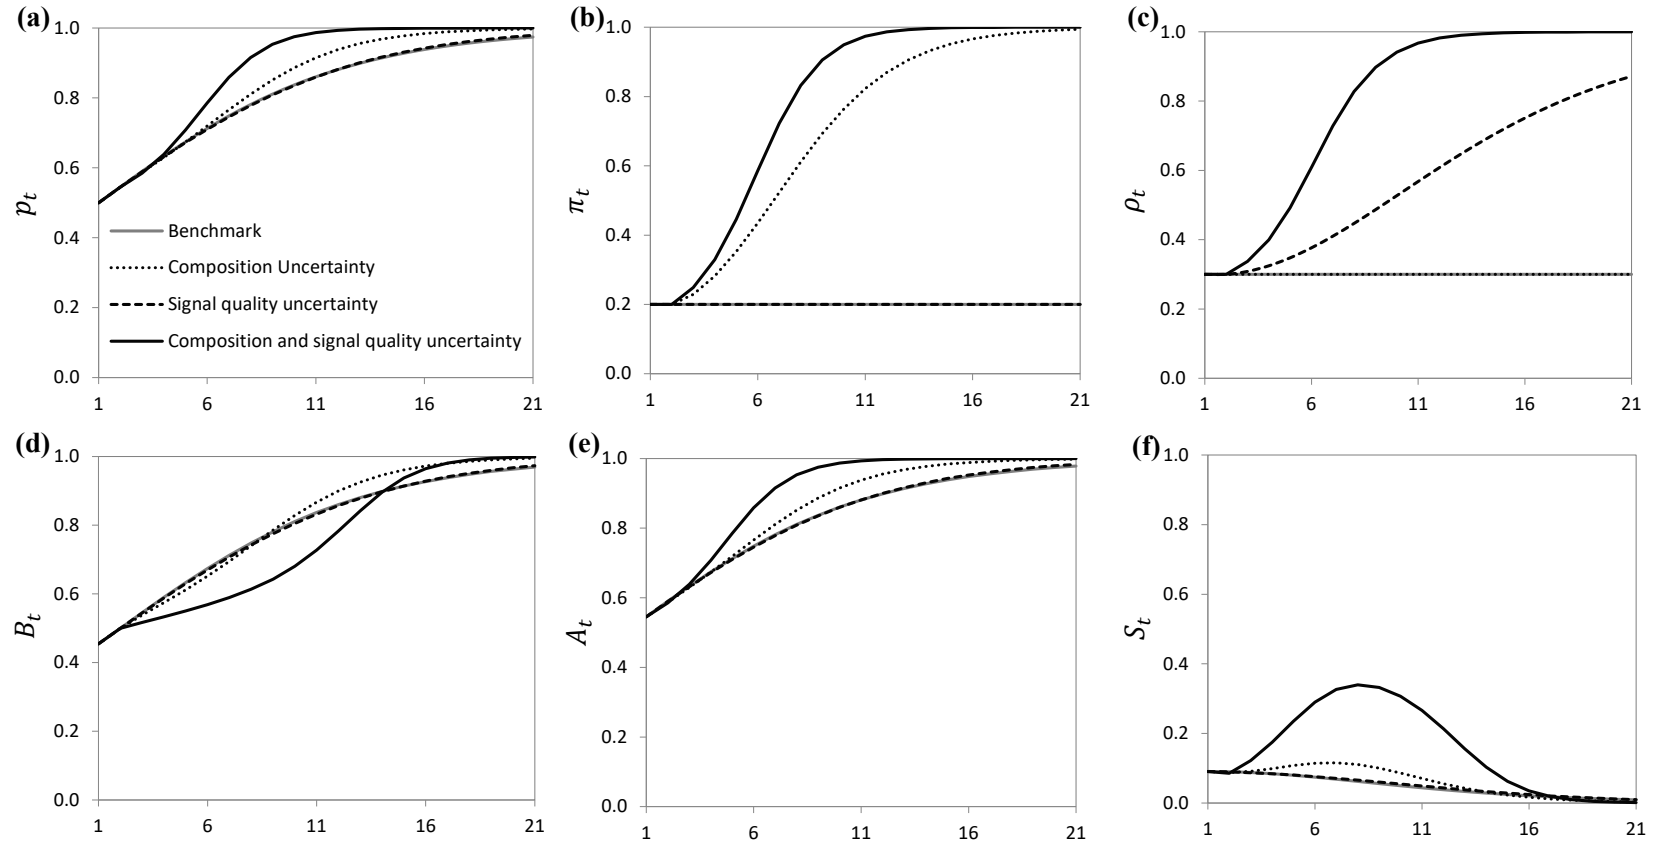 (a)
1.0
0.8
0.6
0.4
0.2
0.0
p_t
Benchmark
Composition Uncertainty
Signal quality uncertainty
Composition and signal quality uncertainty
1 6 11 16 21
(b)
1.0
0.8
0.6
0.4
0.2
0.0
π_t
1 6 11 16 21
(c)
1.0
0.8
0.6
0.4
0.2
0.0
ρ_t
1 6 11 16 21
(d)
1.0
0.8
0.6
0.4
0.2
0.0
B_t
1 6 11 16 21
(e)
1.0
0.8
0.6
0.4
0.2
0.0
A_t
1 6 11 16 21
(f)
1.0
0.8
0.6
0.4
0.2
0.0
S_t
1 6 11 16 21